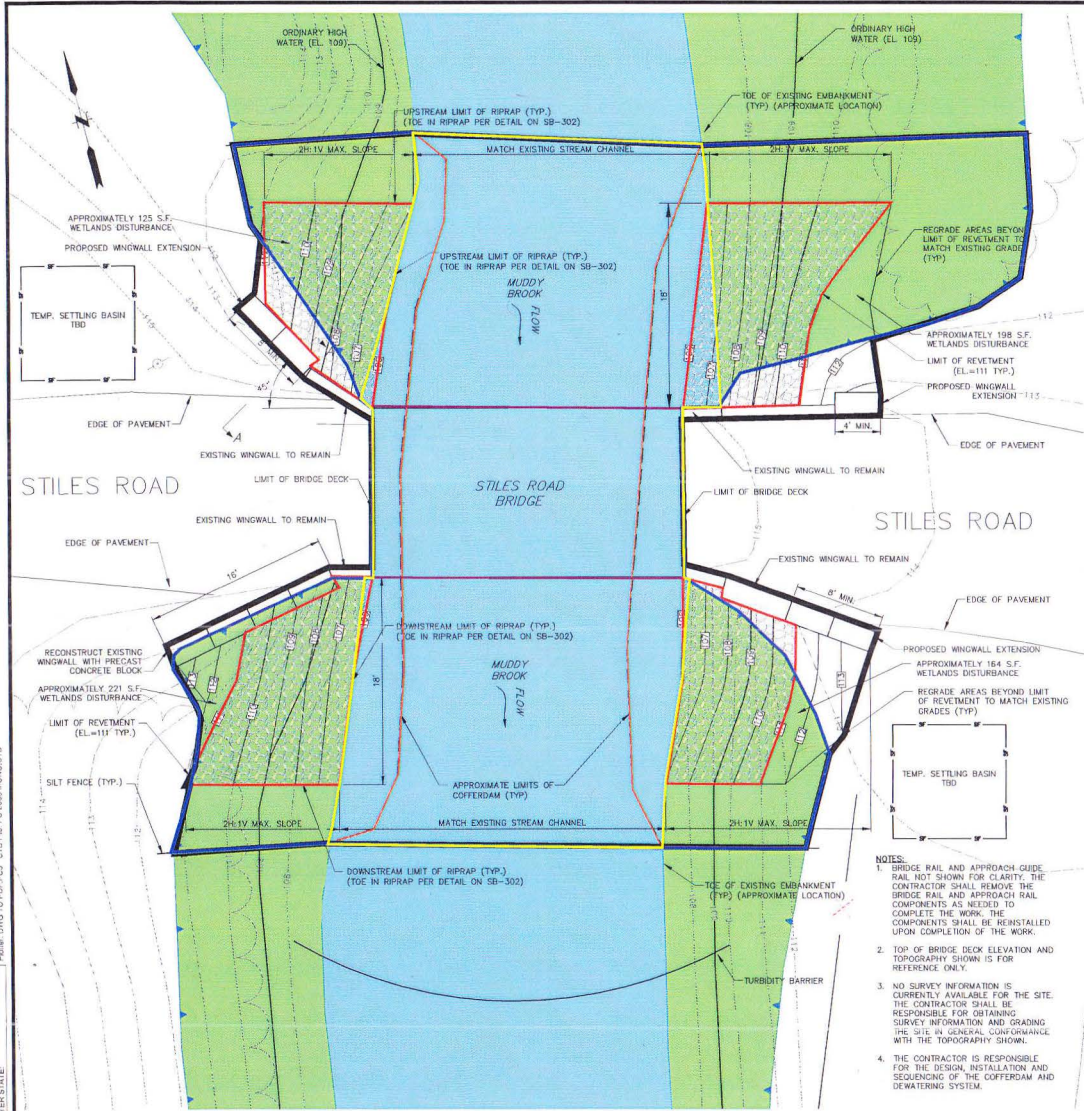 ORDINARY HIGH
WATER (EL. 109)
ORDINARY HIGH
WATER (EL. 109)
TOE OF EXISTING EMBANKMENT
(TYP) (APPROXIMATE LOCATION)
UPSTREAM LIMIT OF RIPRAP (TYP.)
(TOE IN RIPRAP PER DETAIL ON SB-302)
2H:1V MAX. SLOPE
MATCH EXISTING STREAM CHANNEL
2H:1V MAX. SLOPE
APPROXIMATELY 125 S.F.
WETLANDS DISTURBANCE
PROPOSED WINGWALL EXTENSION
TEMP. SETTLING BASIN
TBD
UPSTREAM LIMIT OF RIPRAP (TYP.)
(TOE IN RIPRAP PER DETAIL ON SB-302)
MUDDY
BROOK
FLOW
18'
REGRADE AREAS BEYON
LIMIT OF REVETMENT TO
MATCH EXISTING GRADE
(TYP)
112
APPROXIMATELY 198 S.F.
WETLANDS DISTURBANCE
LIMIT OF REVETMENT
(EL.=111 TYP.)
PROPOSED WINGWALL
EXTENSION
113
45°
4' MIN.
EDGE OF PAVEMENT
A
EDGE OF PAVEMENT
EXISTING WINGWALL TO REMAIN
EXISTING WINGWALL TO REMAIN
STILES ROAD
LIMIT OF BRIDGE DECK
STILES ROAD
BRIDGE
LIMIT OF BRIDGE DECK
STILES ROAD
EXISTING WINGWALL TO REMAIN
EDGE OF PAVEMENT
EXISTING WINGWALL TO REMAIN
16'
8' MIN.
EDGE OF PAVEMENT
DOWNSTREAM LIMIT OF RIPRAP (TYP.)
(TOE IN RIPRAP PER DETAIL ON SB-302)
RECONSTRUCT EXISTING
WINGWALL WITH PRECAST
CONCRETE BLOCK
PROPOSED WINGWALL EXTENSION
MUDDY
BROOK
FLOW
18'
APPROXIMATELY 221 S.F.
WETLANDS DISTURBANCE
APPROXIMATELY 164 S.F.
WETLANDS DISTURBANCE
LIMIT OF REVETMENT
(EL.=111 TYP.)
REGRADE AREAS BEYOND LIMIT
OF REVETMENT TO MATCH EXISTING
GRADES (TYP)
SILT FENCE (TYP.)
APPROXIMATE LIMITS OF
COFFERDAM (TYP)
TEMP. SETTLING BASIN
TBD
2H:1V MAX. SLOPE
MATCH EXISTING STREAM CHANNEL
2H:1V MAX. SLOPE
DOWNSTREAM LIMIT OF RIPRAP (TYP.)
(TOE IN RIPRAP PER DETAIL ON SB-302)
TOE OF EXISTING EMBANKMENT
(TYP) (APPROXIMATE LOCATION)
TURBIDITY BARRIER
NOTES:
1. BRIDGE RAIL AND APPROACH GUIDE
RAIL NOT SHOWN FOR CLARITY. THE
CONTRACTOR SHALL REMOVE THE
BRIDGE RAIL AND APPROACH RAIL
COMPONENTS AS NEEDED TO
COMPLETE THE WORK. THE
COMPONENTS SHALL BE REINSTALLED
UPON COMPLETION OF THE WORK.
2. TOP OF BRIDGE DECK ELEVATION AND
TOPOGRAPHY SHOWN IS FOR
REFERENCE ONLY.
3. NO SURVEY INFORMATION IS
CURRENTLY AVAILABLE FOR THE SITE.
THE CONTRACTOR SHALL BE
RESPONSIBLE FOR OBTAINING
SURVEY INFORMATION AND GRADING
THE SITE IN GENERAL CONFORMANCE
WITH THE TOPOGRAPHY SHOWN.
4. THE CONTRACTOR IS RESPONSIBLE
FOR THE DESIGN, INSTALLATION AND
SEQUENCING OF THE COFFERDAM AND
DEWATERING SYSTEM.